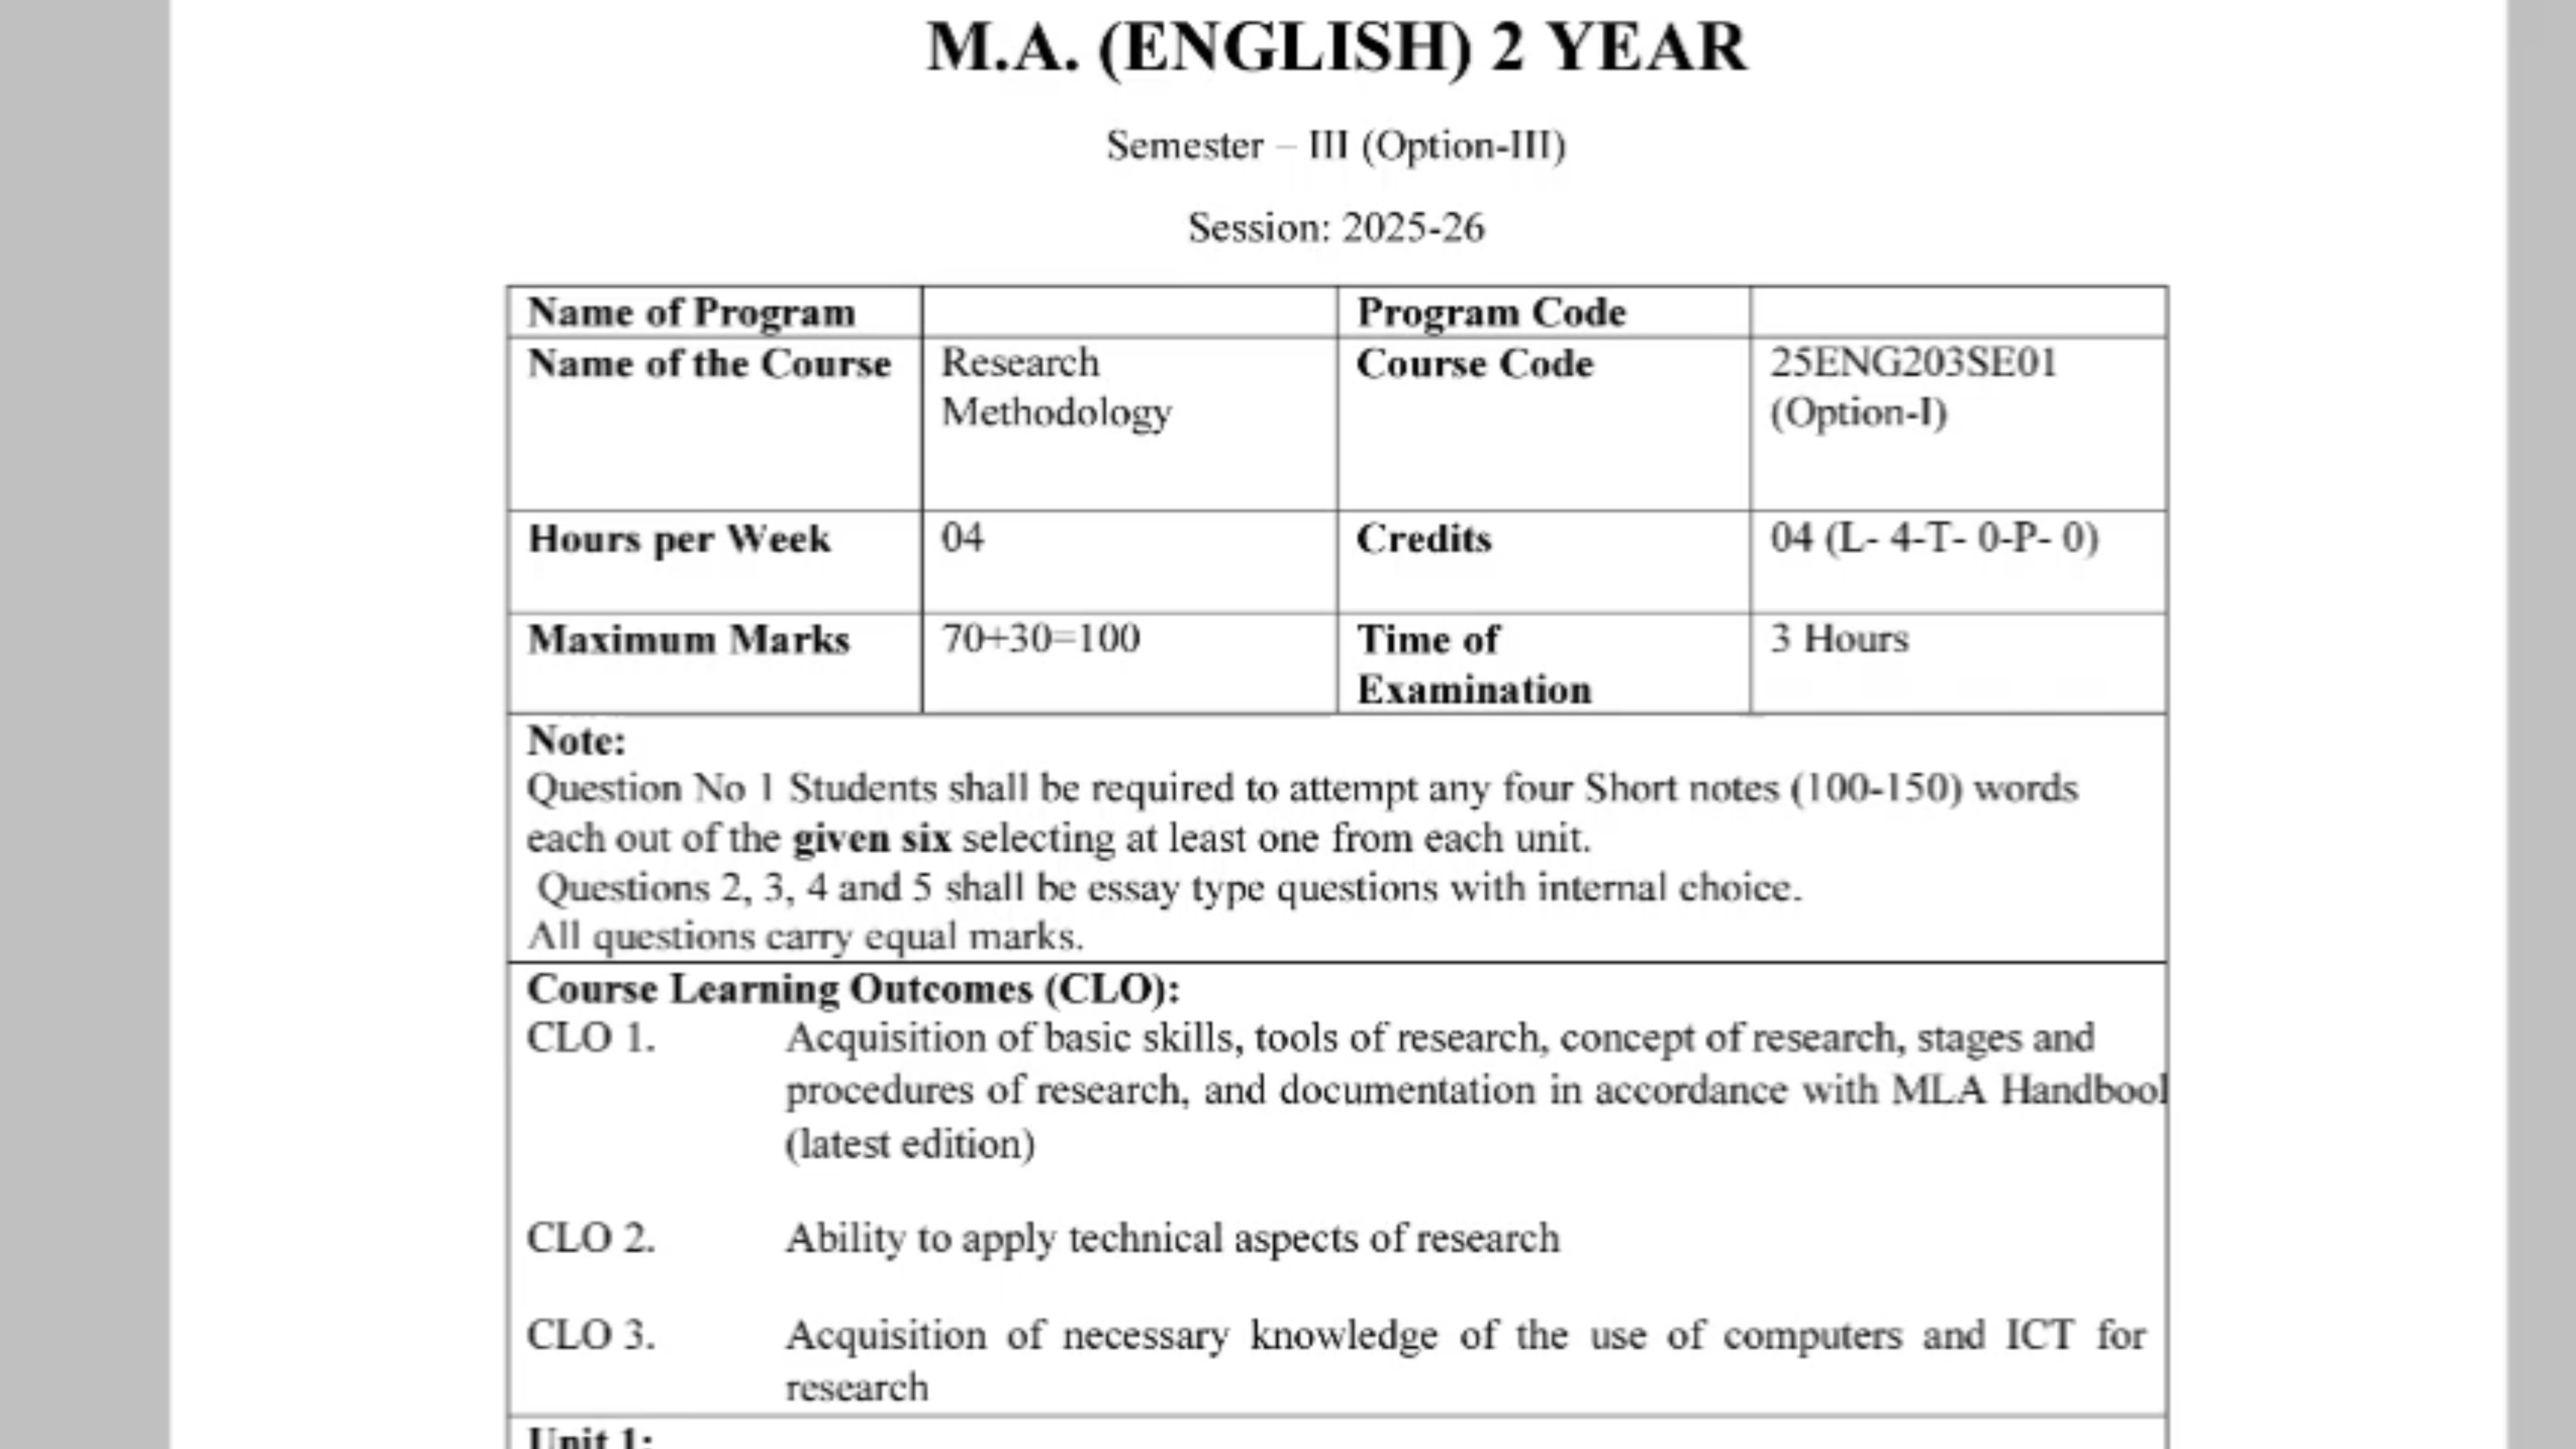 M.A. (ENGLISH) 2 YEAR
Semester – III (Option-III)
Session: 2025-26
Name of Program
Program Code
Name of the Course
Research
Methodology
Course Code
25ENG203SE01
(Option-I)
Hours per Week
04
Credits
04 (L- 4-T- 0-P- 0)
Maximum Marks
70+30=100
Time of
Examination
3 Hours
Note:
Question No 1 Students shall be required to attempt any four Short notes (100-150) words
each out of the given six selecting at least one from each unit.
Questions 2, 3, 4 and 5 shall be essay type questions with internal choice.
All questions carry equal marks.
Course Learning Outcomes (CLO):
CLO 1. Acquisition of basic skills, tools of research, concept of research, stages and
procedures of research, and documentation in accordance with MLA Handbool
(latest edition)
CLO 2. Ability to apply technical aspects of research
CLO 3. Acquisition of necessary knowledge of the use of computers and ICT for
research
Unit 1: